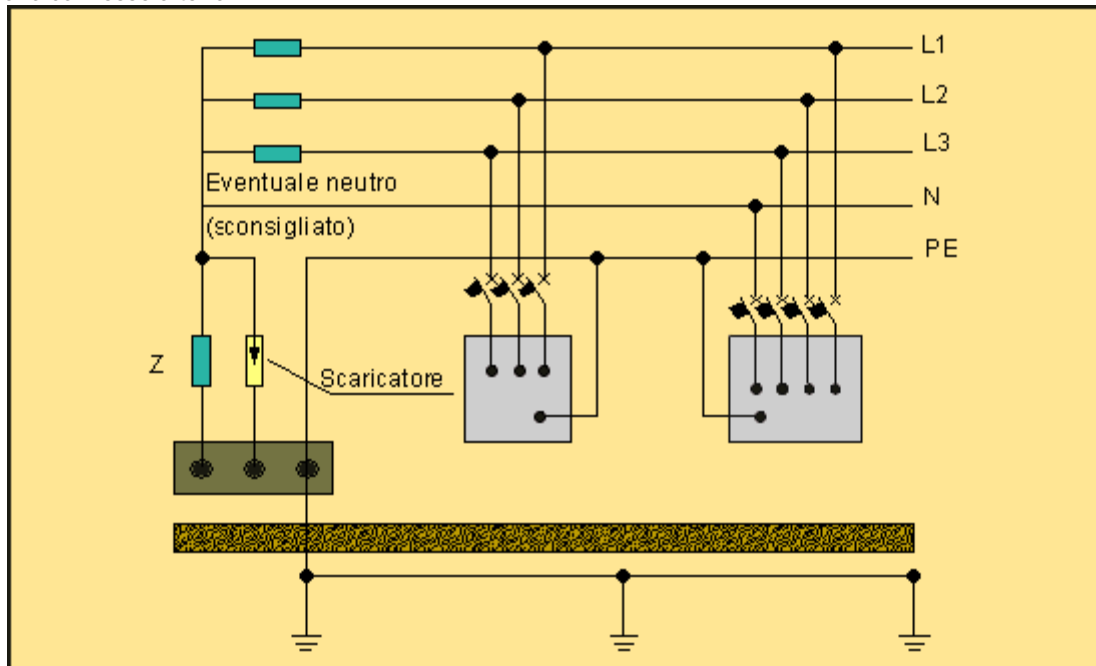 L1
L2
L3
Eventuale neutro
N
(sconsigliato)
PE
Z
Scaricatore